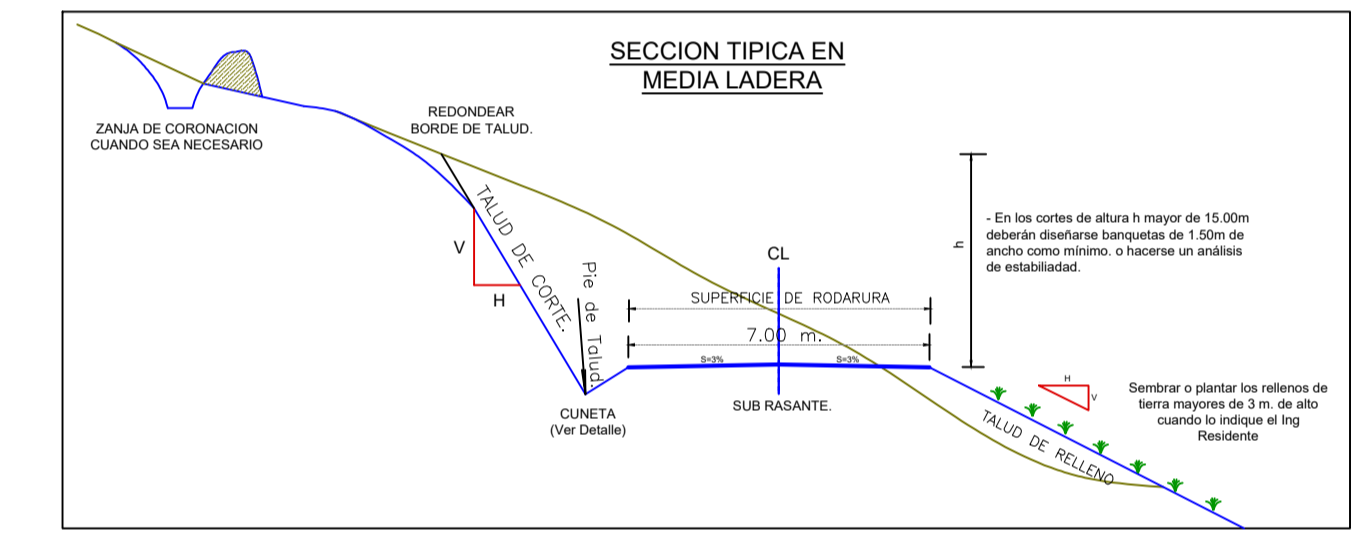 SECCION TIPICA EN
MEDIA LADERA
ZANJA DE CORONACION
CUANDO SEA NECESARIO
REDONDEAR
BORDE DE TALUD.
TALUD DE CORTE.
V
H
Pie de Talud.
CUNETA
(Ver Detalle)
CL
SUPERFICIE DE RODARURA
7.00 m.
S=3%
S=3%
SUB RASANTE.
h
- En los cortes de altura h mayor de 15.00m
deberán diseñarse banquetas de 1.50m de
ancho como mínimo. o hacerse un análisis
de estabiliadad.
H
V
TALUD DE RELLENO
Sembrar o plantar los rellenos de
tierra mayores de 3 m. de alto
cuando lo indique el Ing
Residente